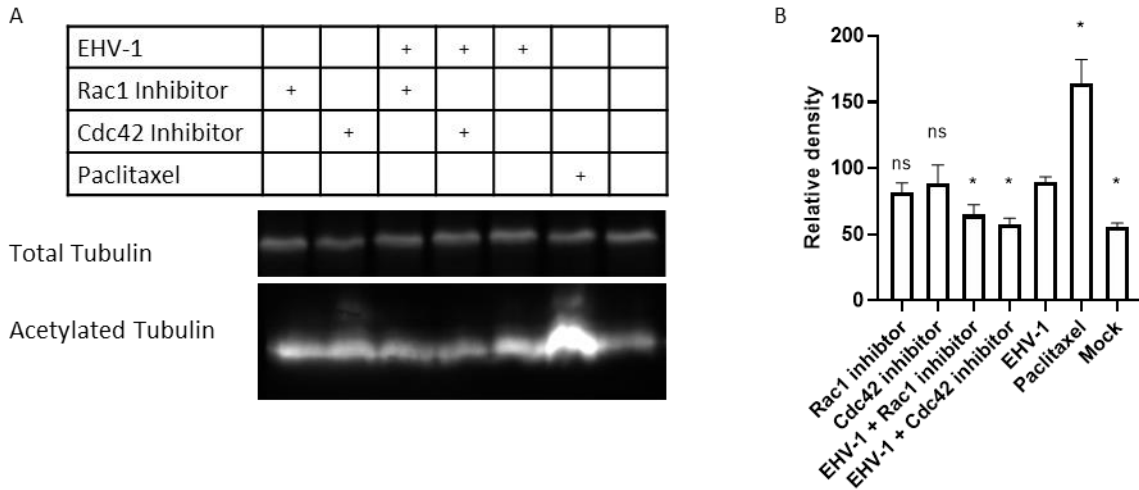 A
EHV-1 + + +
Rac1 Inhibitor + +
Cdc42 Inhibitor + +
Paclitaxel +
Total Tubulin
Acetylated Tubulin
B
Relative density
200
150
100
50
0
ns
ns
*
*
*
*
Rac1 inhibtor
Cdc42 inhibitor
EHV-1 + Rac1 inhibitor
EHV-1 + Cdc42 inhibitor
EHV-1
Paclitaxel
Mock